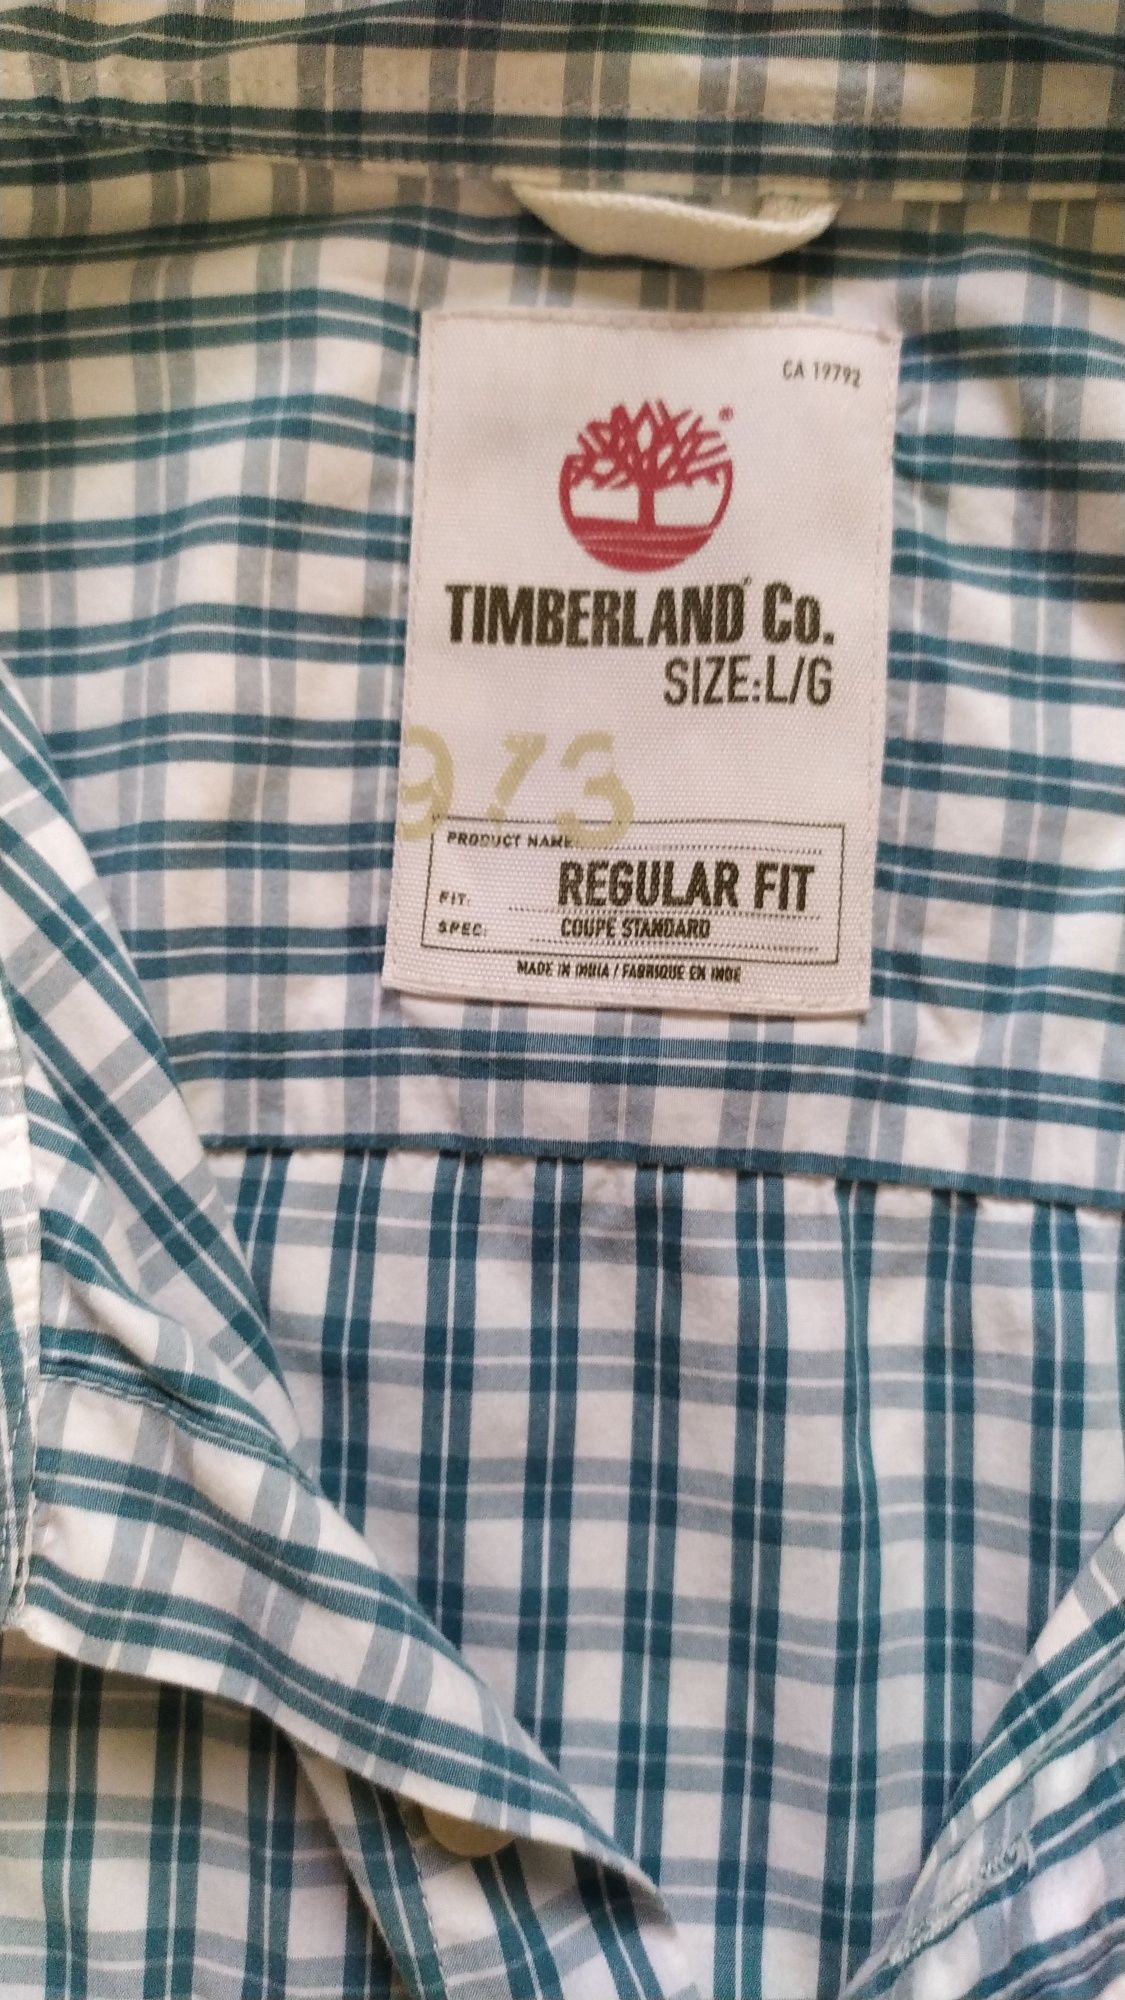 CA 19792
®
TIMBERLAND® Co.
SIZE:L/G
973
PRODUCT NAME:
FIT: REGULAR FIT
SPEC: COUPE STANDARD
MADE IN INDIA / FABRIQUE EN INDE